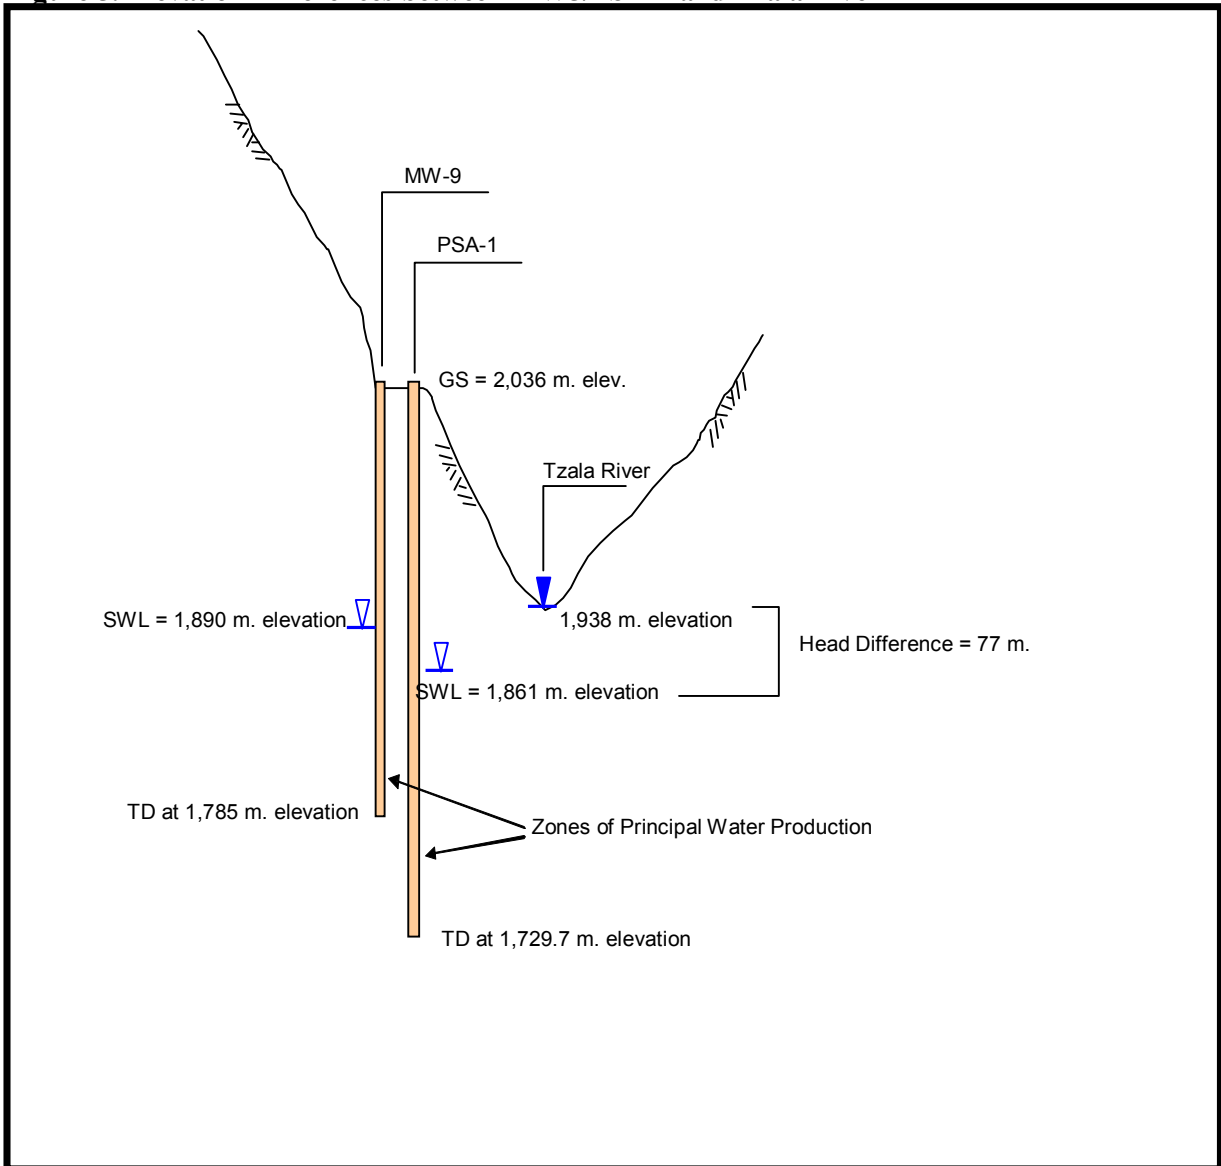 MW-9
PSA-1
GS = 2,036 m. elev.
Tzala River
SWL = 1,890 m. elevation
1,938 m. elevation
Head Difference = 77 m.
SWL = 1,861 m. elevation
TD at 1,785 m. elevation
Zones of Principal Water Production
TD at 1,729.7 m. elevation